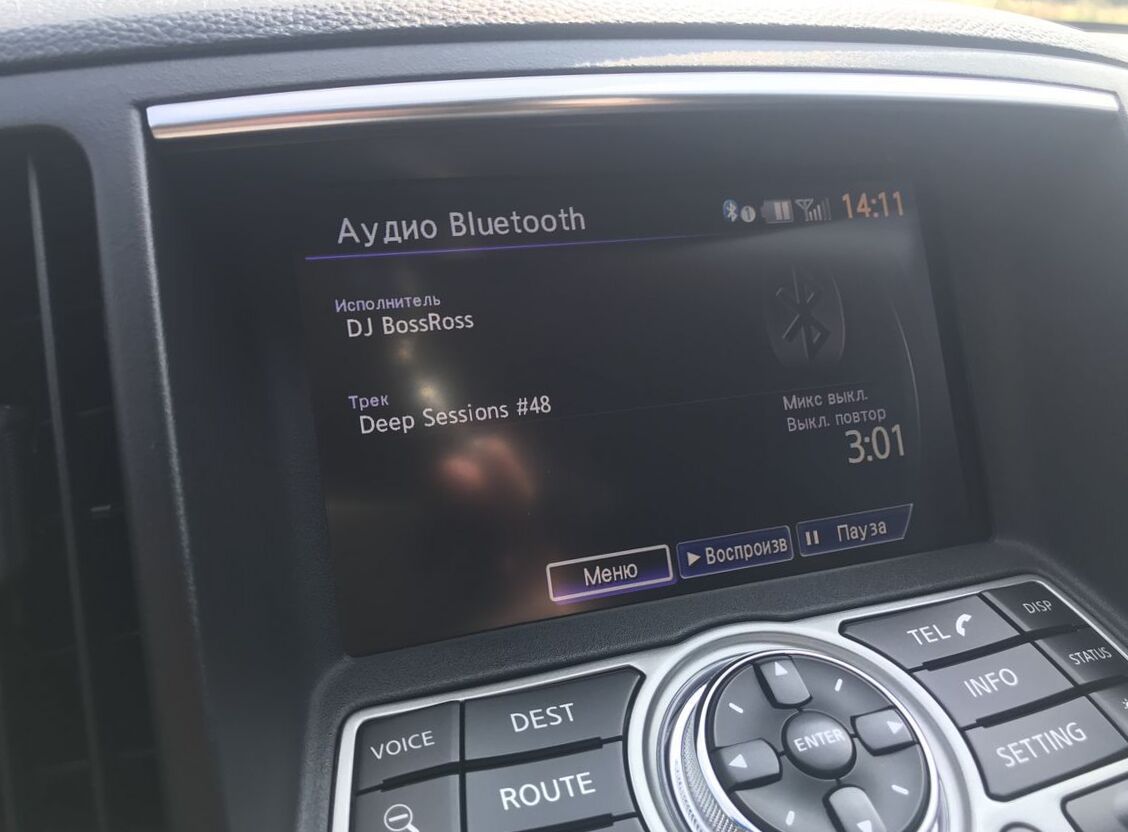 Аудио Bluetooth
1
14:11
Исполнитель
DJ BossRoss
Трек
Deep Sessions #48
Микс выкл.
Выкл. повтор
3:01
Меню
Воспроизв
Пауза
TEL
DISP
INFO
STATUS
SETTING
VOICE
DEST
ROUTE
ENTER